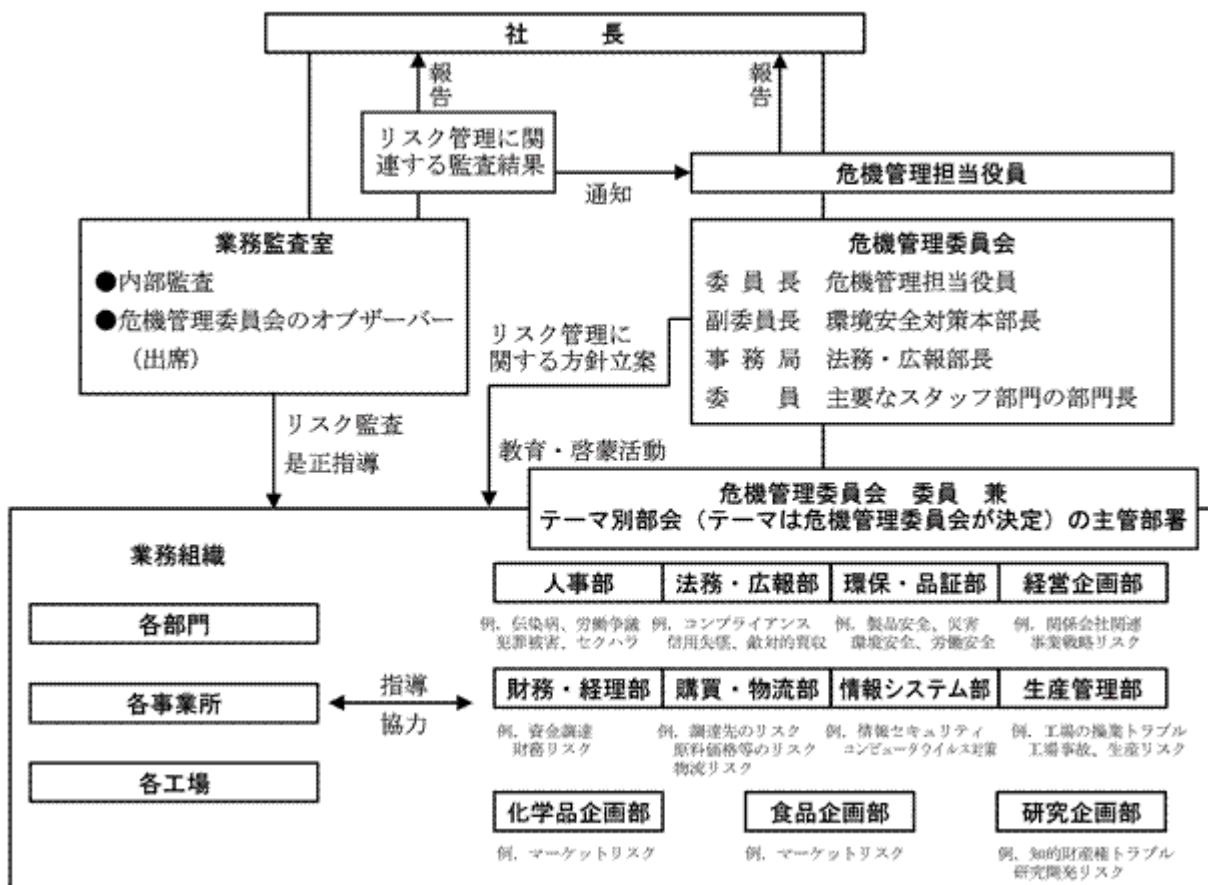 社　長
報告
報告
リスク管理に関
連する監査結果
通知
危機管理担当役員
業務監査室
●内部監査
●危機管理委員会のオブザーバー
（出席）
危機管理委員会
委 員 長　危機管理担当役員
副委員長　環境安全対策本部長
事 務 局　法務・広報部長
委　　員　主要なスタッフ部門の部門長
リスク管理に
関する方針立案
リスク監査
是正指導
教育・啓蒙活動
危機管理委員会　委員　兼
テーマ別部会（テーマは危機管理委員会が決定）の主管部署
業務組織
各部門
各事業所
各工場
指導
協力
人事部
例．伝染病、労働争議
犯罪被害、セクハラ
法務・広報部
例．コンプライアンス
信用失墜、敵対的買収
環保・品証部
例．製品安全、災害
環境安全、労働安全
経営企画部
例．関係会社関連
事業戦略リスク
財務・経理部
例．資金調達
財務リスク
購買・物流部
例．調達先のリスク
原料価格等のリスク
物流リスク
情報システム部
例．情報セキュリティ
コンピュータウイルス対策
生産管理部
例．工場の操業トラブル
工場事故、生産リスク
化学品企画部
例．マーケットリスク
食品企画部
例．マーケットリスク
研究企画部
例．知的財産権トラブル
研究開発リスク